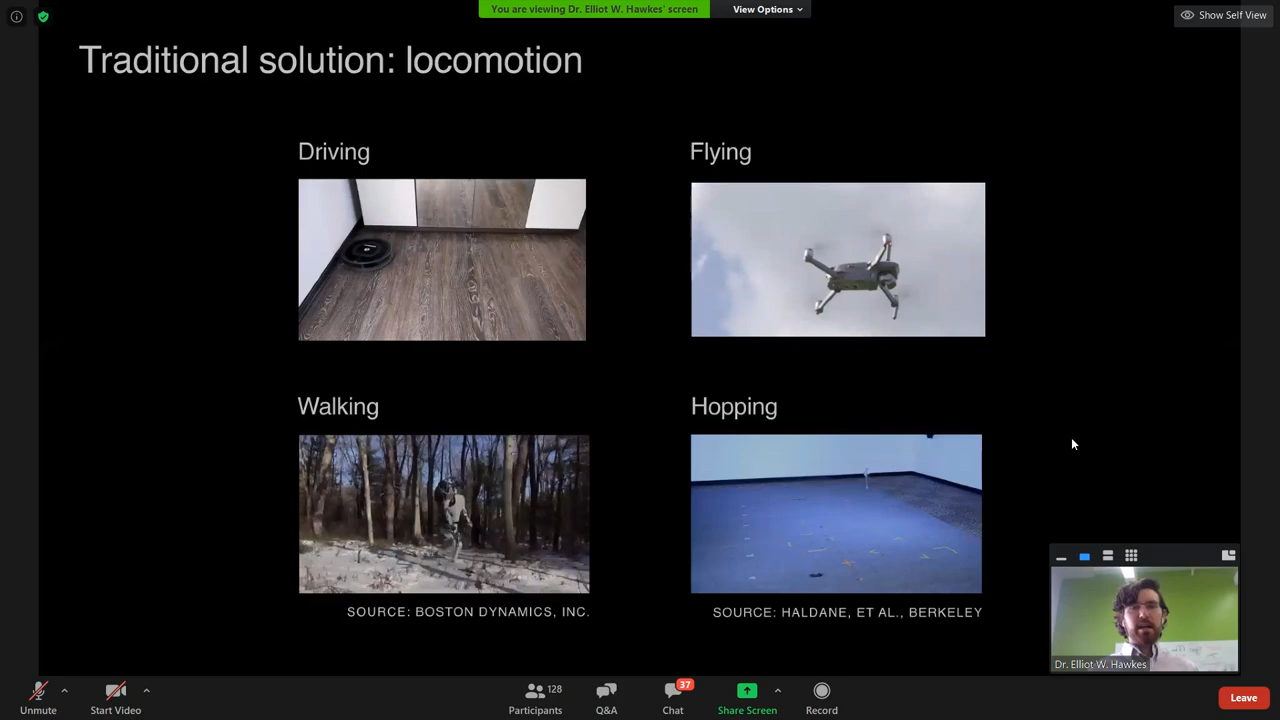 You are viewing Dr. Elliot W. Hawkes' screen
View Options
Show Self View
Traditional solution: locomotion
Driving
Flying
Walking
Hopping
SOURCE: BOSTON DYNAMICS, INC.
SOURCE: HALDANE, ET AL., BERKELEY
Dr. Elliot W. Hawkes
Unmute
Start Video
128
Participants
Q&A
37
Chat
Share Screen
Record
Leave